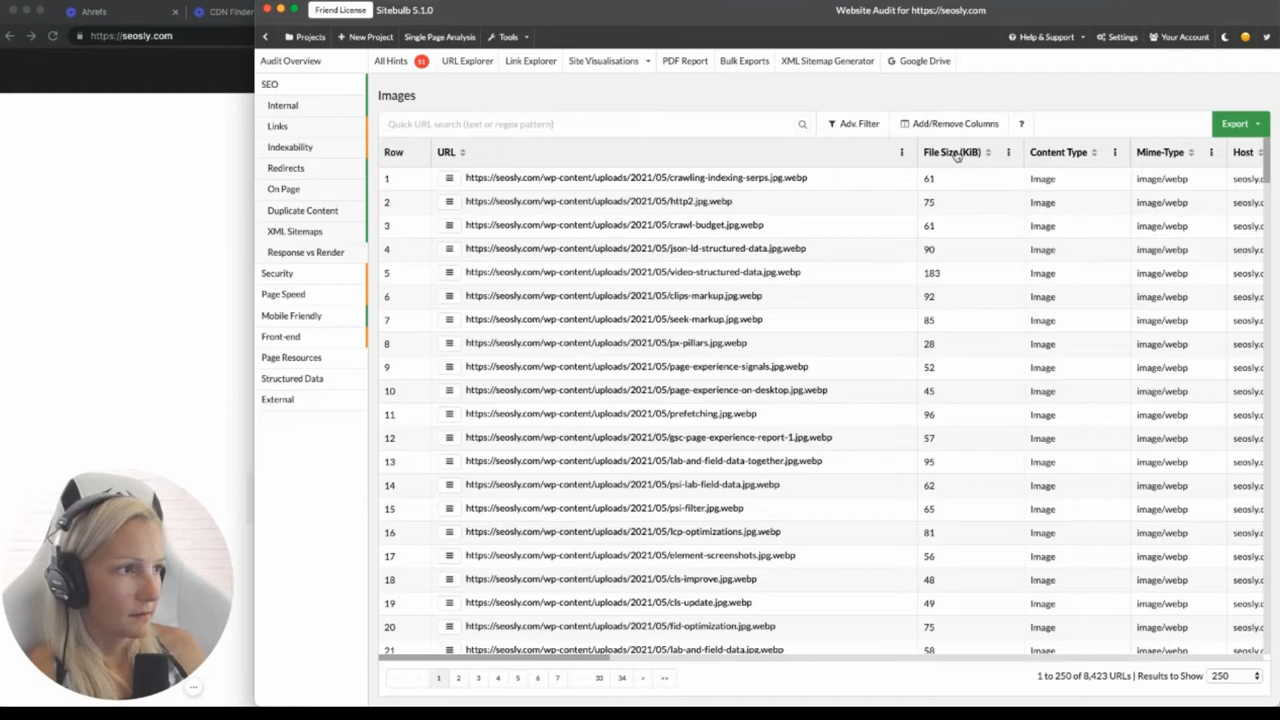 Ahrefs
CDN Finder
https://seosly.com
Friend License
Sitebulb 5.1.0
Website Audit for https://seosly.com
Projects
New Project
Single Page Analysis
Tools
Help & Support
Settings
Your Account
Audit Overview
All Hints 51
URL Explorer
Link Explorer
Site Visualisations
PDF Report
Bulk Exports
XML Sitemap Generator
Google Drive
SEO
Internal
Links
Indexability
Redirects
On Page
Duplicate Content
XML Sitemaps
Response vs Render
Security
Page Speed
Mobile Friendly
Front-end
Page Resources
Structured Data
External
Images
Quick URL search (text or regex pattern)
Adv. Filter
Add/Remove Columns
?
Export
Row URL File Size (KiB) Content Type Mime-Type Host
1 https://seosly.com/wp-content/uploads/2021/05/crawling-indexing-serps.jpg.webp 61 Image image/webp seosly.c
2 https://seosly.com/wp-content/uploads/2021/05/http2.jpg.webp 75 Image image/webp seosly.c
3 https://seosly.com/wp-content/uploads/2021/05/crawl-budget.jpg.webp 61 Image image/webp seosly.c
4 https://seosly.com/wp-content/uploads/2021/05/json-ld-structured-data.jpg.webp 90 Image image/webp seosly.c
5 https://seosly.com/wp-content/uploads/2021/05/video-structured-data.jpg.webp 183 Image image/webp seosly.c
6 https://seosly.com/wp-content/uploads/2021/05/clips-markup.jpg.webp 92 Image image/webp seosly.c
7 https://seosly.com/wp-content/uploads/2021/05/seek-markup.jpg.webp 85 Image image/webp seosly.c
8 https://seosly.com/wp-content/uploads/2021/05/px-pillars.jpg.webp 28 Image image/webp seosly.c
9 https://seosly.com/wp-content/uploads/2021/05/page-experience-signals.jpg.webp 52 Image image/webp seosly.c
10 https://seosly.com/wp-content/uploads/2021/05/page-experience-on-desktop.jpg.webp 45 Image image/webp seosly.c
11 https://seosly.com/wp-content/uploads/2021/05/prefetching.jpg.webp 96 Image image/webp seosly.c
12 https://seosly.com/wp-content/uploads/2021/05/gsc-page-experience-report-1.jpg.webp 57 Image image/webp seosly.c
13 https://seosly.com/wp-content/uploads/2021/05/lab-and-field-data-together.jpg.webp 95 Image image/webp seosly.c
14 https://seosly.com/wp-content/uploads/2021/05/psi-lab-field-data.jpg.webp 62 Image image/webp seosly.c
15 https://seosly.com/wp-content/uploads/2021/05/psi-filter.jpg.webp 65 Image image/webp seosly.c
16 https://seosly.com/wp-content/uploads/2021/05/lcp-optimizations.jpg.webp 81 Image image/webp seosly.c
17 https://seosly.com/wp-content/uploads/2021/05/element-screenshots.jpg.webp 56 Image image/webp seosly.c
18 https://seosly.com/wp-content/uploads/2021/05/cls-improve.jpg.webp 48 Image image/webp seosly.c
19 https://seosly.com/wp-content/uploads/2021/05/cls-update.jpg.webp 49 Image image/webp seosly.c
20 https://seosly.com/wp-content/uploads/2021/05/fid-optimization.jpg.webp 75 Image image/webp seosly.c
21 https://seosly.com/wp-content/uploads/2021/05/lab-and-field-data.jpg.webp 58 Image image/webp seosly.c
1 2 3 4 5 6 7 ... 33 34 > >>
1 to 250 of 8,423 URLs | Results to Show 250